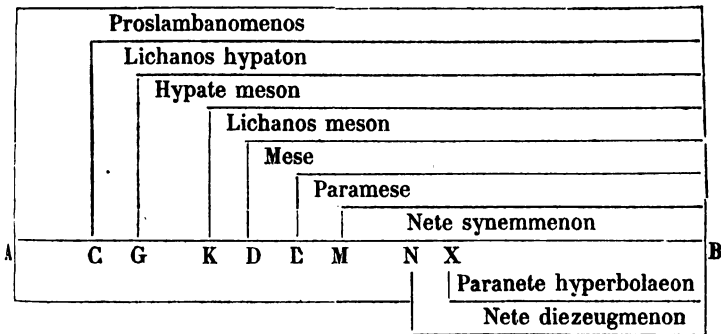 Proslambanomenos
Lichanos hypaton
Hypate meson
Lichanos meson
Mese
Paramese
Nete synemmenon
A C G K D E M N X B
Paranete hyperbolaeon
Nete diezeugmenon